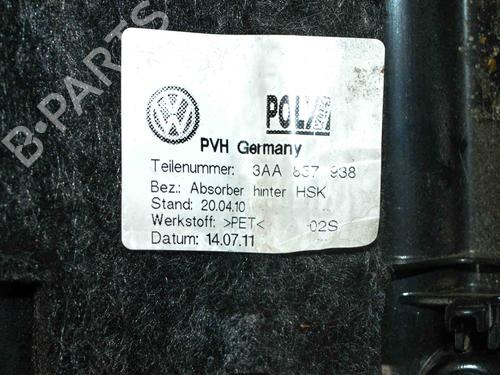 B-PARTS
POLY
PVH Germany
Teilenummer: 3AA 857 938
Bez.: Absorber hinter HSK
Stand: 20.04.10
Werkstoff: >PET< 02S
Datum: 14.07.11